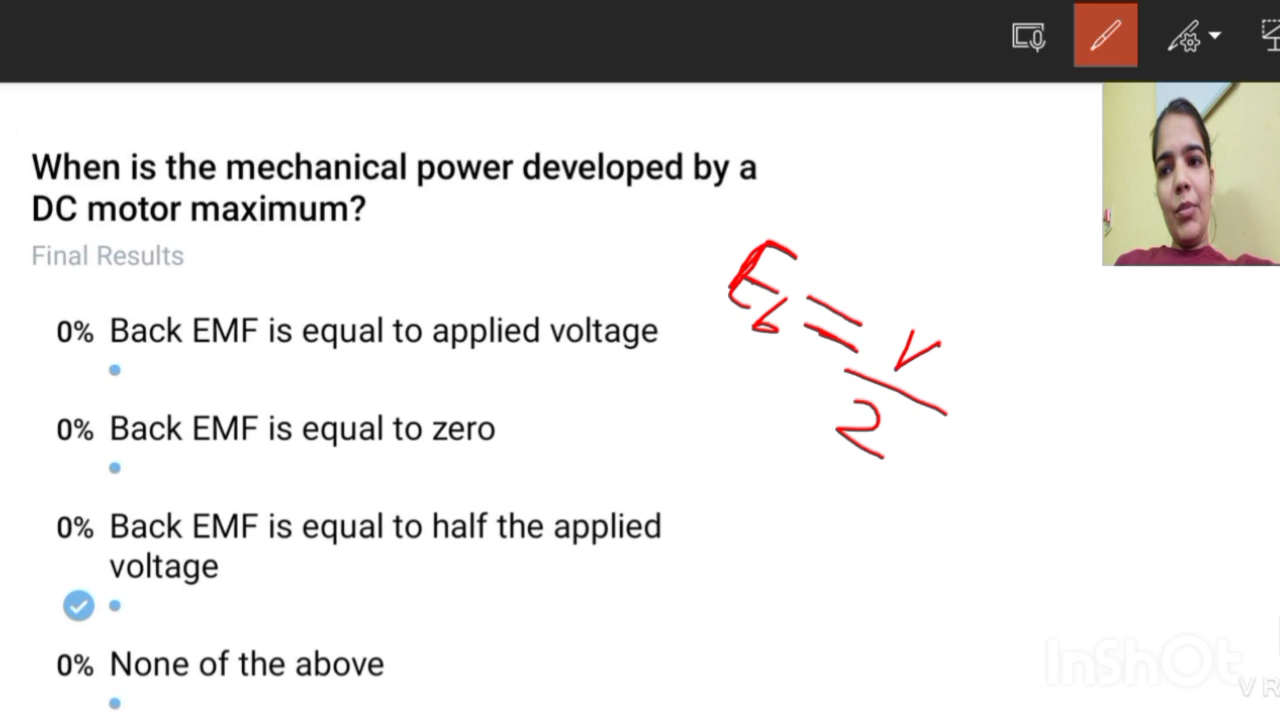 When is the mechanical power developed by a
DC motor maximum?
Final Results
0% Back EMF is equal to applied voltage
0% Back EMF is equal to zero
0% Back EMF is equal to half the applied
voltage
0% None of the above
E_b = V/2
InShOt
V R